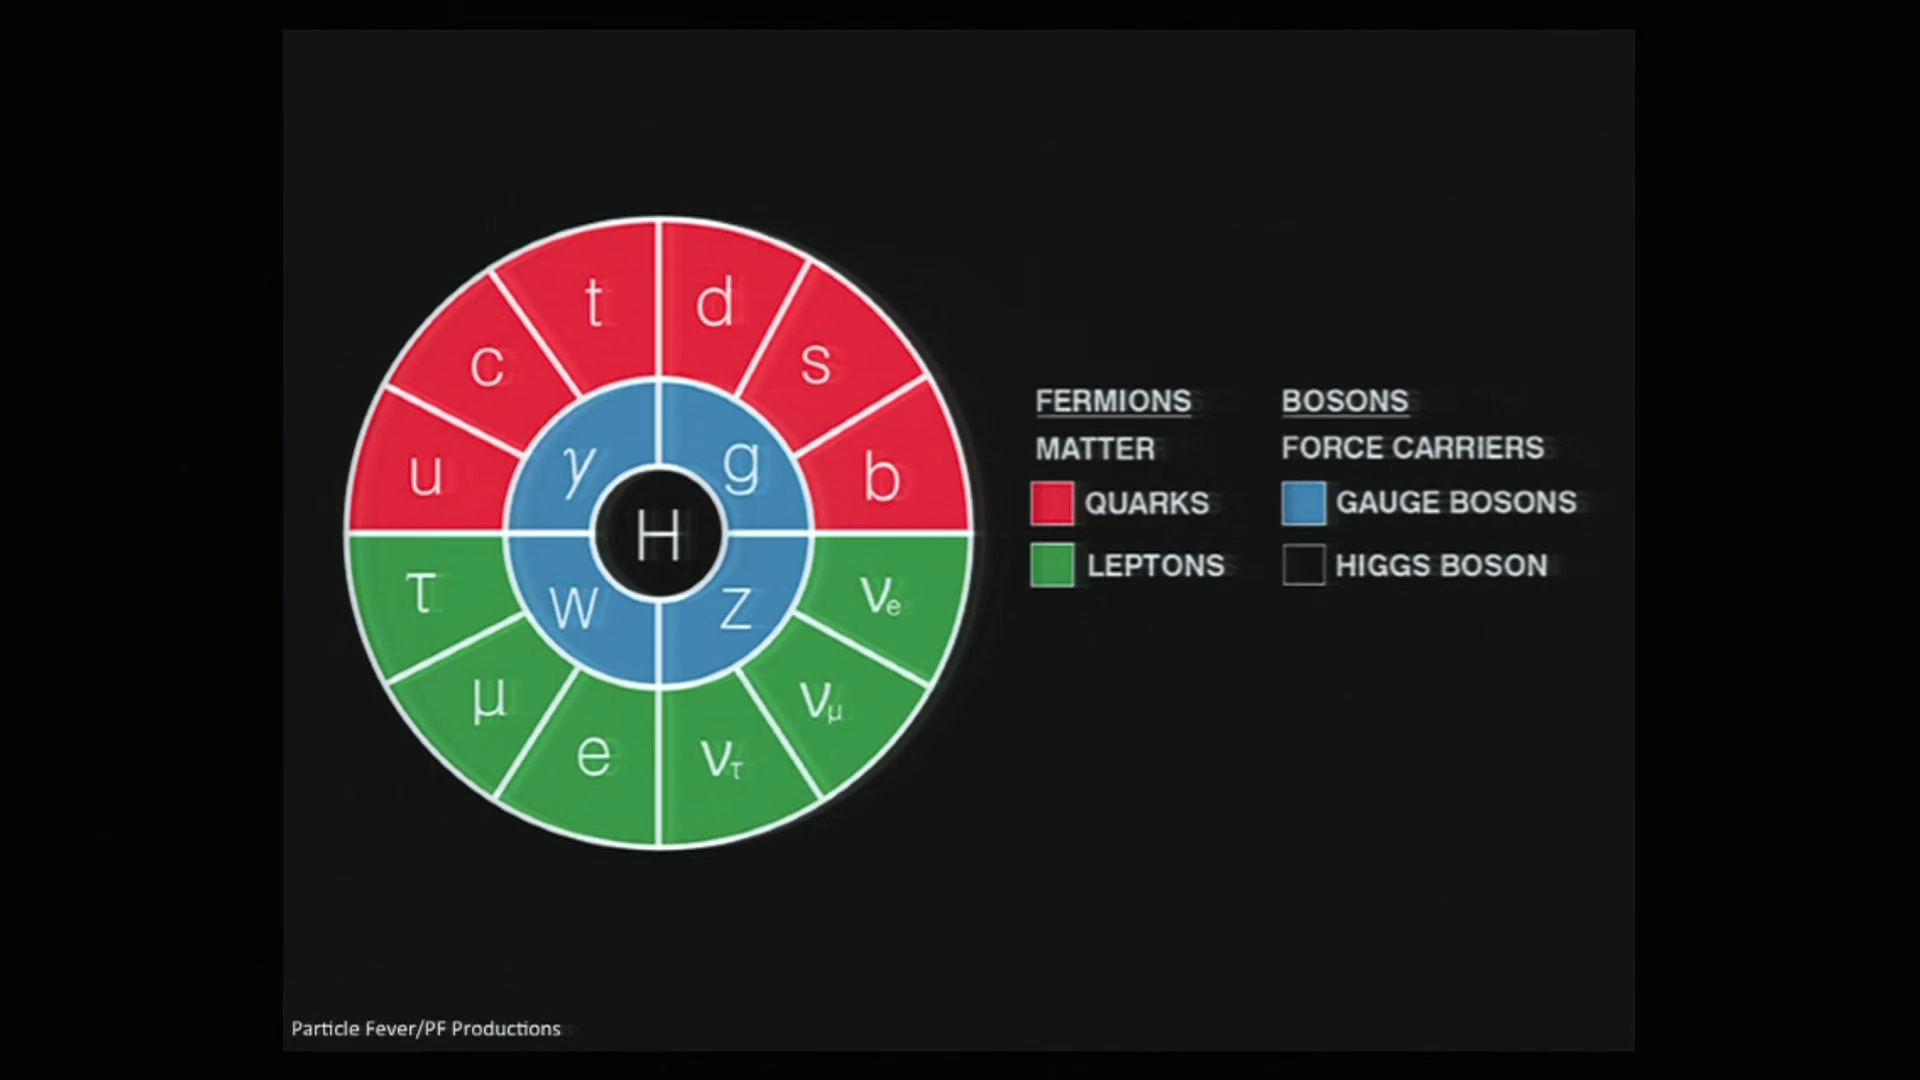 t
d
c
s
u
γ
g
b
H
τ
W
Z
νe
μ
νμ
e
ντ
FERMIONS
MATTER
QUARKS
LEPTONS
BOSONS
FORCE CARRIERS
GAUGE BOSONS
HIGGS BOSON
Particle Fever/PF Productions